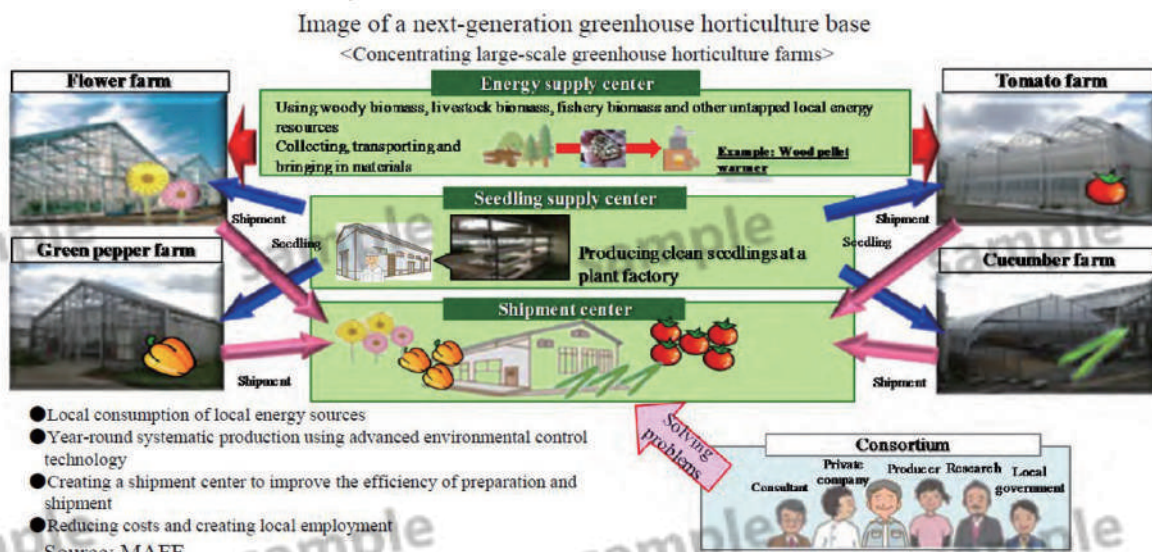 Image of a next-generation greenhouse horticulture base
<Concentrating large-scale greenhouse horticulture farms>
Flower farm
Energy supply center
Using woody biomass, livestock biomass, fishery biomass and other untapped local energy
resources
Collecting, transporting and
bringing in materials
Example: Wood pellet
warmer
Tomato farm
Shipment
Seedling
Seedling supply center
Producing clean seedlings at a
plant factory
Shipment
Seedling
Green pepper farm
Cucumber farm
Shipment center
Shipment
Shipment
●Local consumption of local energy sources
●Year-round systematic production using advanced environmental control
technology
●Creating a shipment center to improve the efficiency of preparation and
shipment
●Reducing costs and creating local employment
Source: MAFF
Solving
problems
Consortium
Consultant
Private
company
Producer
Research
Local
government
sample
sample
sample
sample
sample
sample